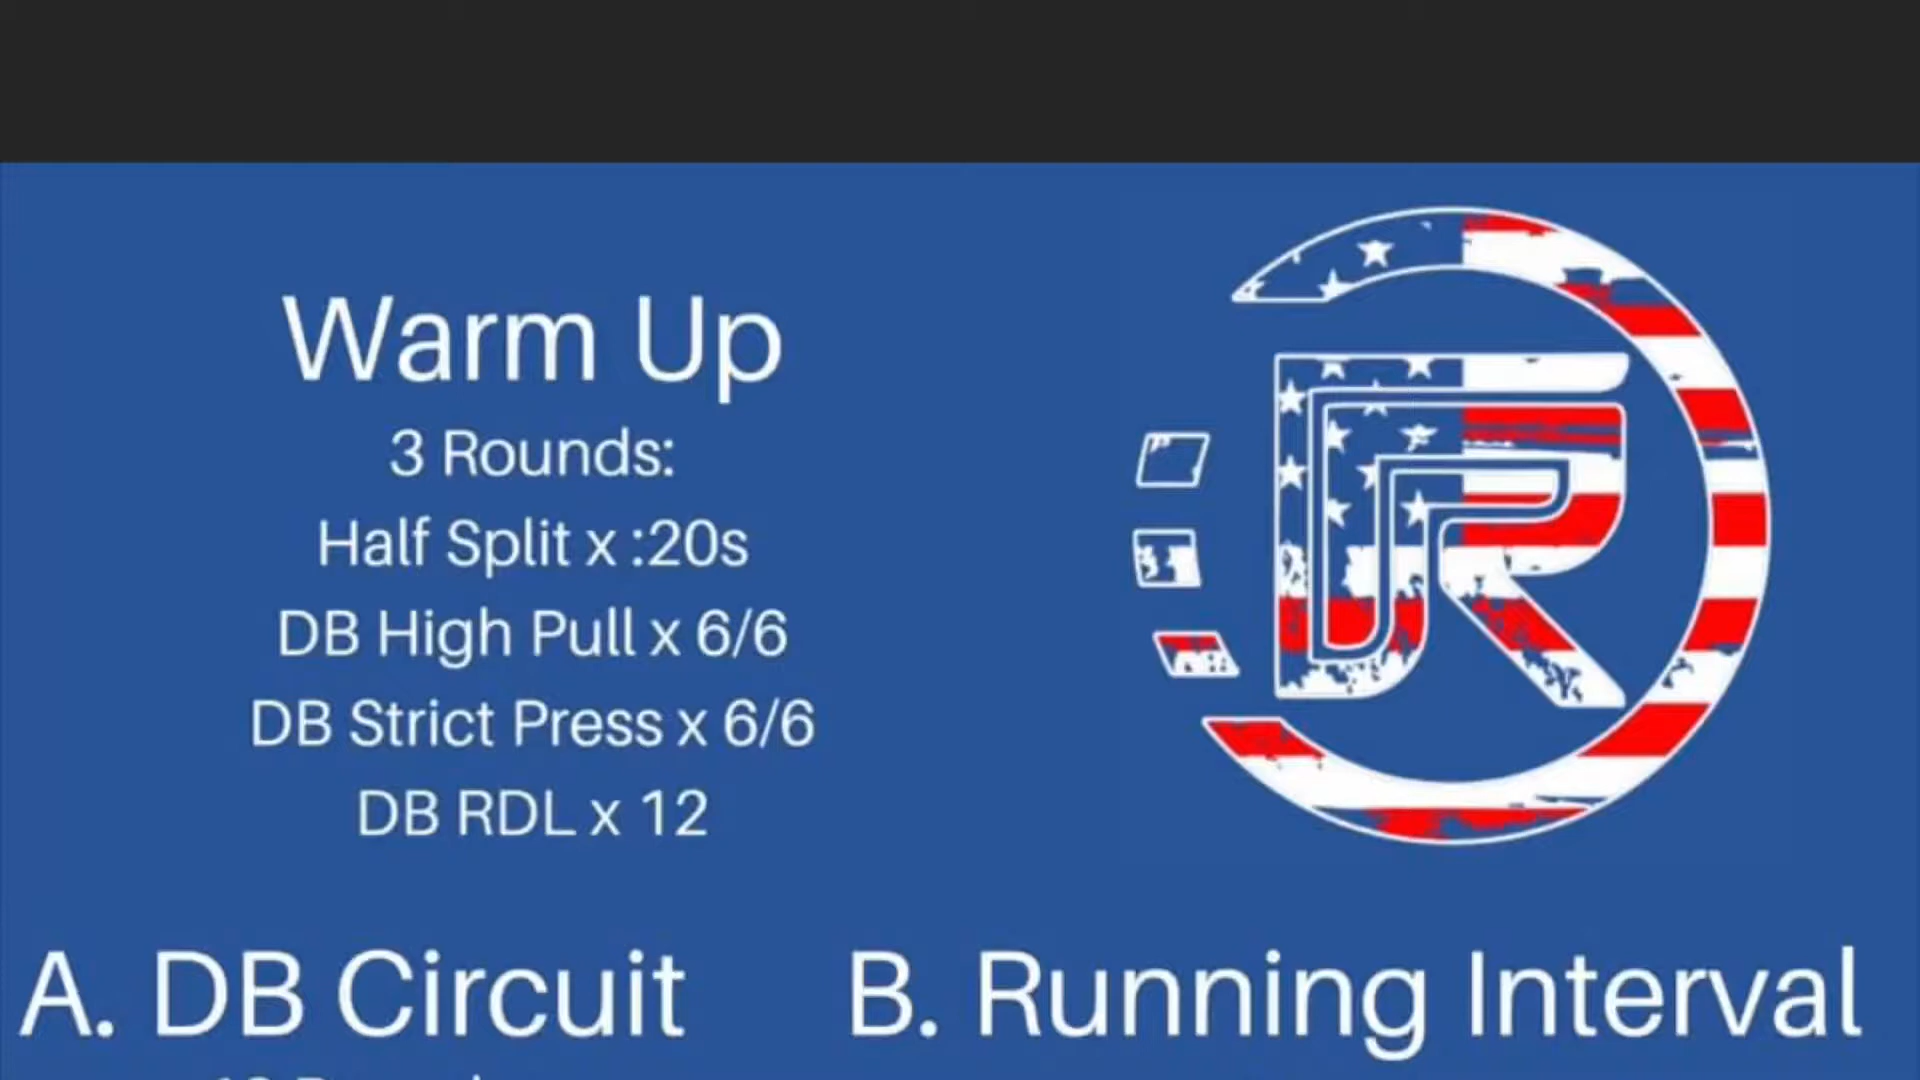 Warm Up
3 Rounds:
Half Split x :20s
DB High Pull x 6/6
DB Strict Press x 6/6
DB RDL x 12
A. DB Circuit
B. Running Interval